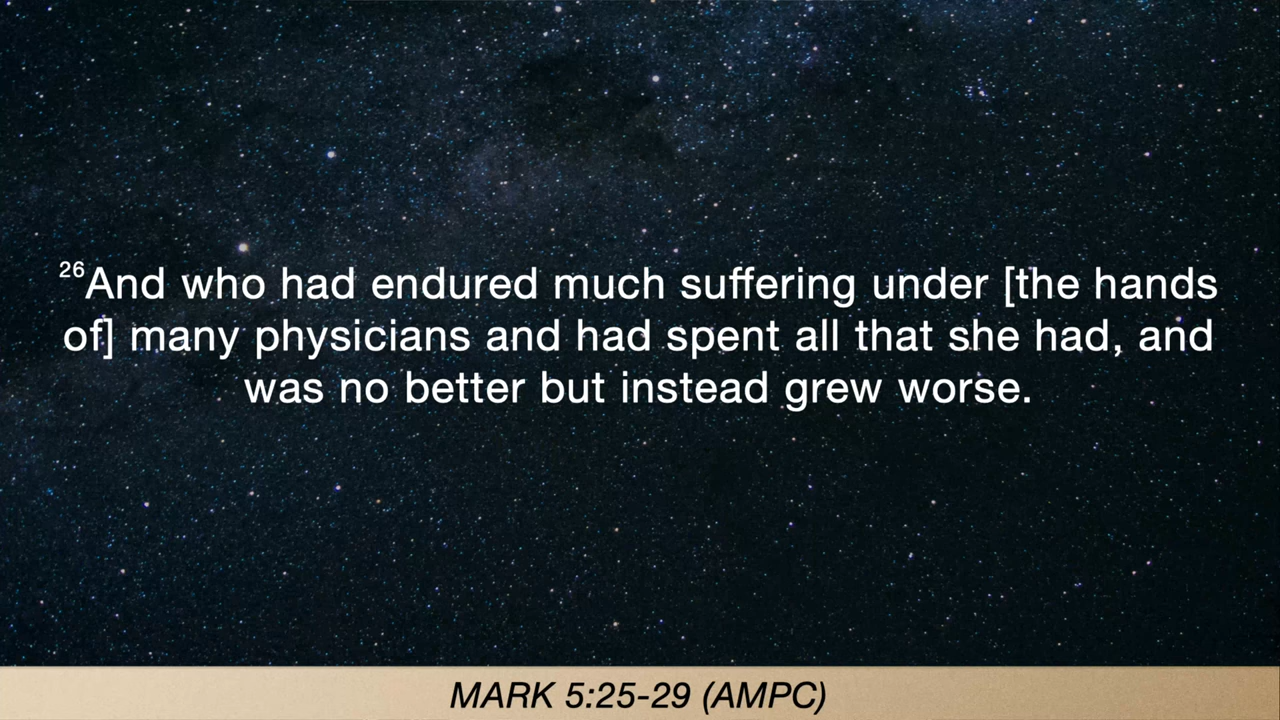 26And who had endured much suffering under [the hands
of] many physicians and had spent all that she had, and
was no better but instead grew worse.
MARK 5:25-29 (AMPC)